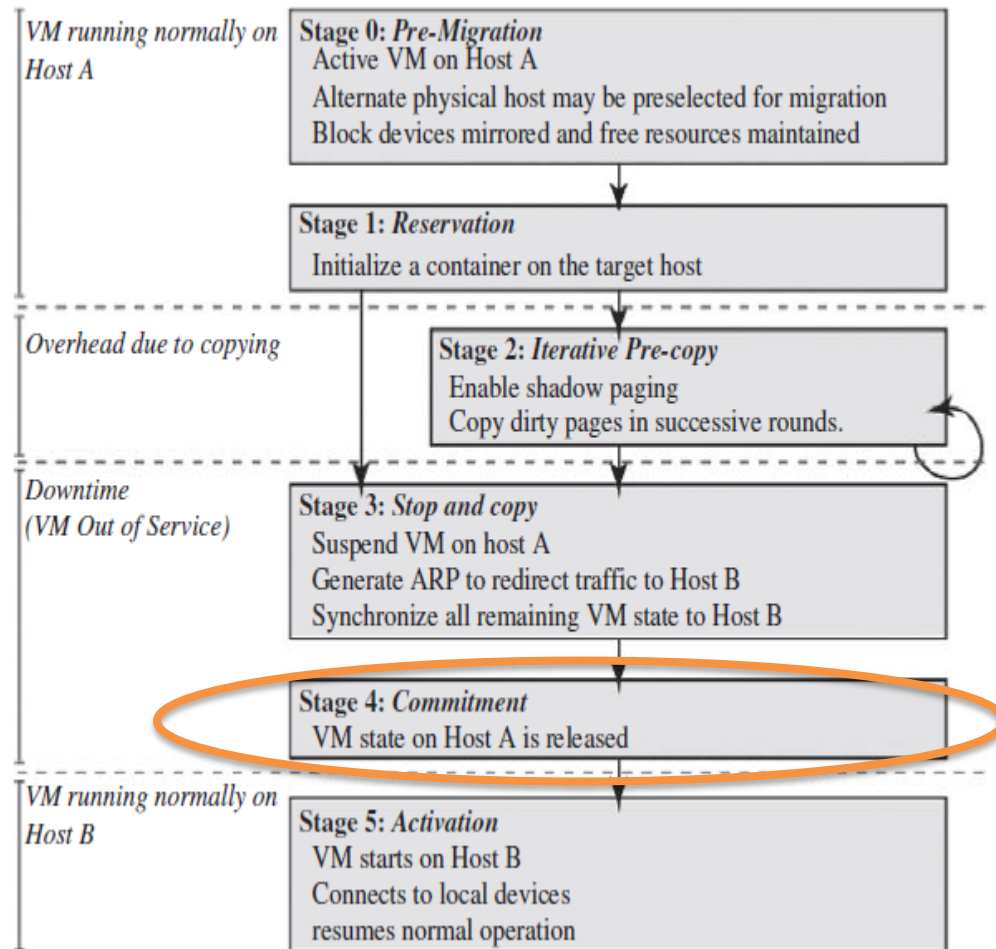 VM running normally on
Host A
Stage 0: Pre-Migration
Active VM on Host A
Alternate physical host may be preselected for migration
Block devices mirrored and free resources maintained
Stage 1: Reservation
Initialize a container on the target host
Overhead due to copying
Stage 2: Iterative Pre-copy
Enable shadow paging
Copy dirty pages in successive rounds.
Downtime
(VM Out of Service)
Stage 3: Stop and copy
Suspend VM on host A
Generate ARP to redirect traffic to Host B
Synchronize all remaining VM state to Host B
Stage 4: Commitment
VM state on Host A is released
VM running normally on
Host B
Stage 5: Activation
VM starts on Host B
Connects to local devices
resumes normal operation